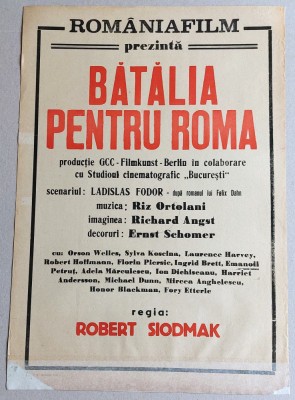 ROMÂNIAFILM
prezintă
BĂTĂLIA
PENTRU ROMA
producție GCC - Filmkunst - Berlin în colaborare
cu Studioul cinematografic „București"
scenariul: LADISLAS FODOR - după romanul lui Felix Dahn
muzica: Riz Ortolani
imaginea: Richard Angst
decoruri: Ernst Schomer
cu: Orson Welles, Sylva Koscina, Laurence Harvey,
Robert Hoffmann, Florin Piersic, Ingrid Brett, Emanoil
Petruț, Adela Mărculescu, Ion Dichiseanu, Harriet
Andersson, Michael Dunn, Mircea Anghelescu,
Honor Blackman, Fory Etterle
regia:
ROBERT SIODMAK